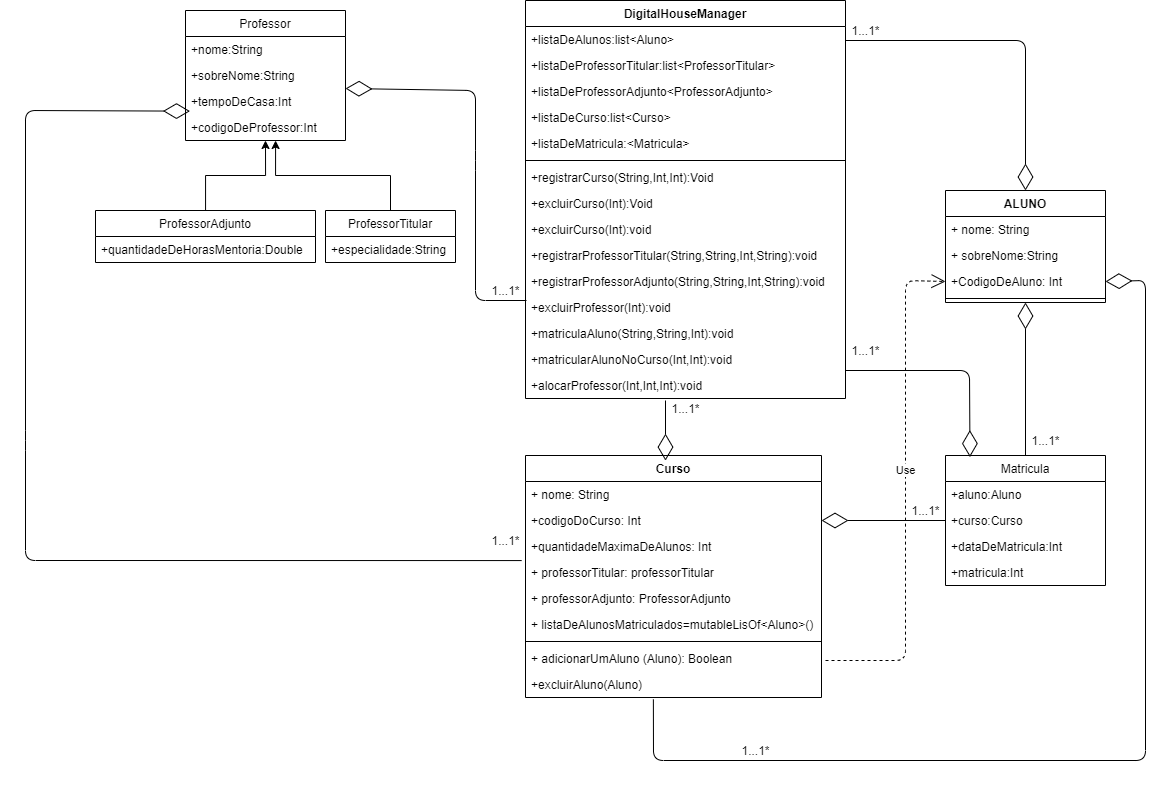 Professor
+nome:String
+sobreNome:String
+tempoDeCasa:Int
+codigoDeProfessor:Int
ProfessorAdjunto
+quantidadeDeHorasMentoria:Double
ProfessorTitular
+especialidade:String
DigitalHouseManager
+listaDeAlunos:list<Aluno>
+listaDeProfessorTitular:list<ProfessorTitular>
+listaDeProfessorAdjunto<ProfessorAdjunto>
+listaDeCurso:list<Curso>
+listaDeMatricula:<Matricula>
+registrarCurso(String,Int,Int):Void
+excluirCurso(Int):Void
+excluirCurso(Int):void
+registrarProfessorTitular(String,String,Int,String):void
+registrarProfessorAdjunto(String,String,Int,String):void
+excluirProfessor(Int):void
+matriculaAluno(String,String,Int):void
+matricularAlunoNoCurso(Int,Int):void
+alocarProfessor(Int,Int,Int):void
1...1*
1...1*
1...1*
1...1*
ALUNO
+ nome: String
+ sobreNome:String
+CodigoDeAluno: Int
1...1*
Use
Curso
+ nome: String
+codigoDoCurso: Int
+quantidadeMaximaDeAlunos: Int
+ professorTitular: professorTitular
+ professorAdjunto: ProfessorAdjunto
+ listaDeAlunosMatriculados=mutableLisOf<Aluno>()
+ adicionarUmAluno (Aluno): Boolean
+excluirAluno(Aluno)
1...1*
1...1*
Matricula
+aluno:Aluno
+curso:Curso
+dataDeMatricula:Int
+matricula:Int
1...1*